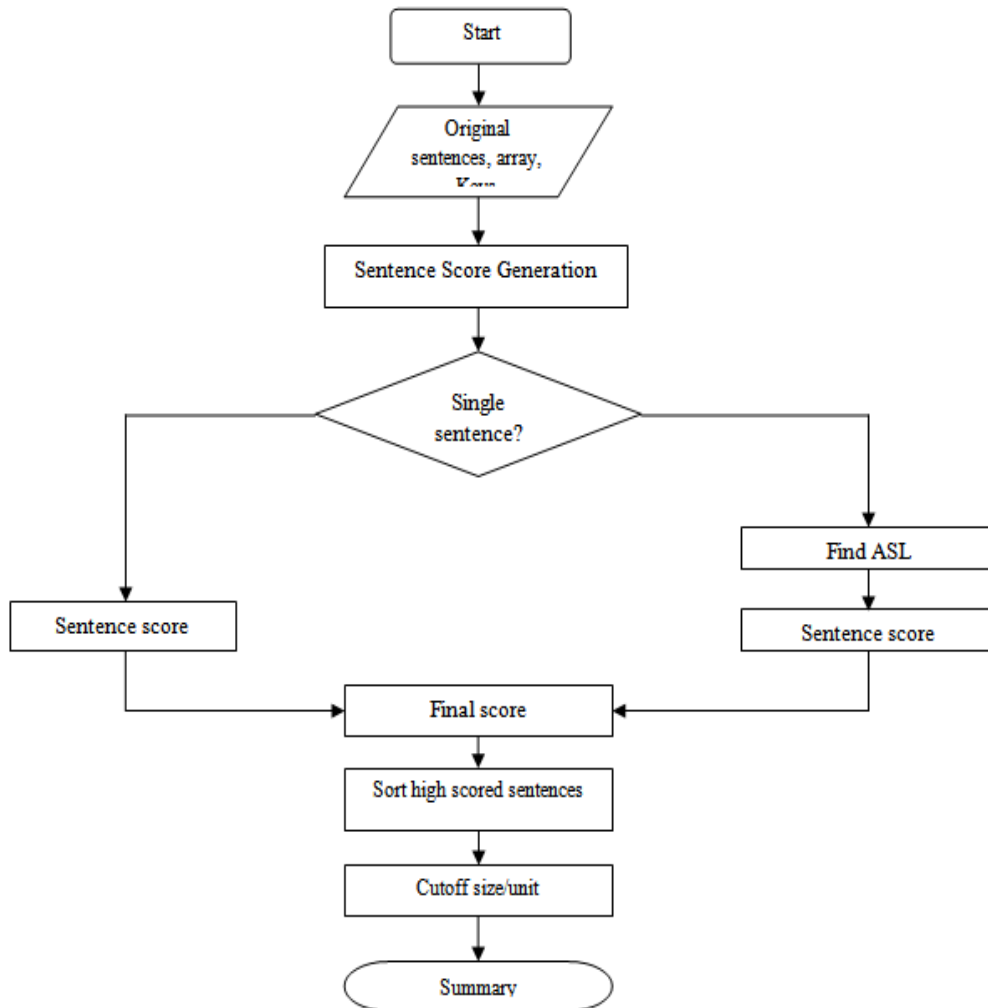 Start
Original
sentences, array,
Sentence Score Generation
Single
sentence?
Find ASL
Sentence score
Sentence score
Final score
Sort high scored sentences
Cutoff size/unit
Summary